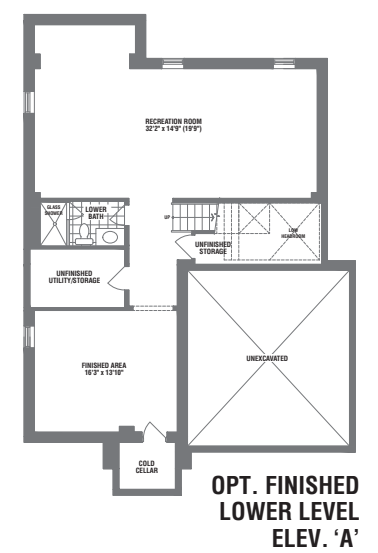 RECREATION ROOM
32'2" x 14'9" (19'9")
GLASS
SHOWER
LOWER
BATH
UP
LOW
HEADROOM
UNFINISHED
STORAGE
UNFINISHED
UTILITY/STORAGE
UNEXCAVATED
FINISHED AREA
16'3" x 13'10"
COLD
CELLAR
OPT. FINISHED
LOWER LEVEL
ELEV. ‘A’